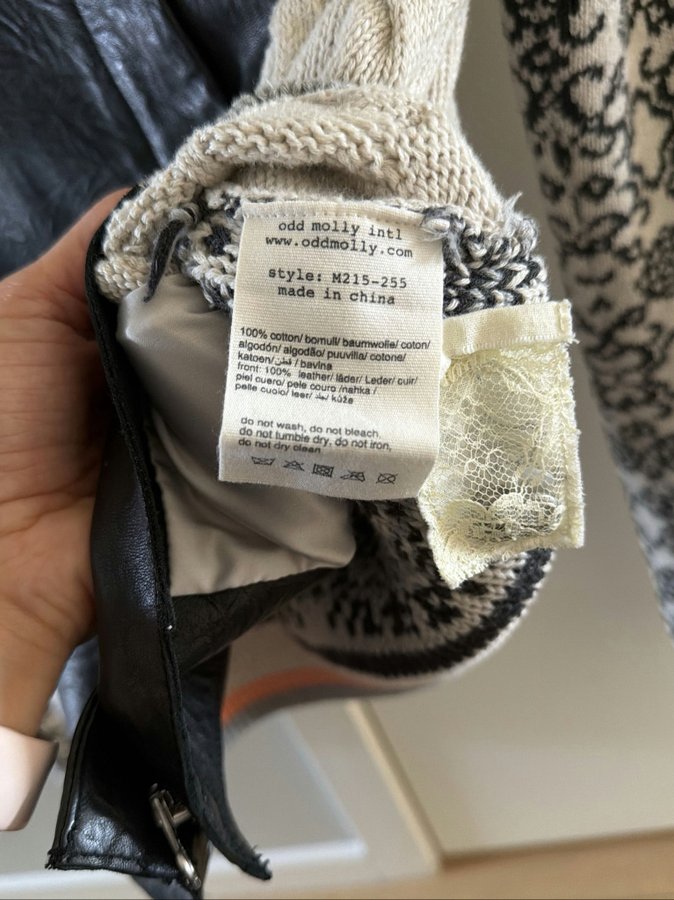 odd molly intl
www.oddmolly.com
style: M215-255
made in china
100% cotton/ bomull/ baumwolle/ coton/
algodón/ algodão/ puuvilla/ cotone/
katoen/ قطن / bavlna
front: 100% leather/ läder/ Leder/ cuir/
piel cuero/ pele couro /nahka /
pelle cuoio/ leer/ جلد/ kůže
do not wash, do not bleach,
do not tumble dry, do not iron,
do not dry clean